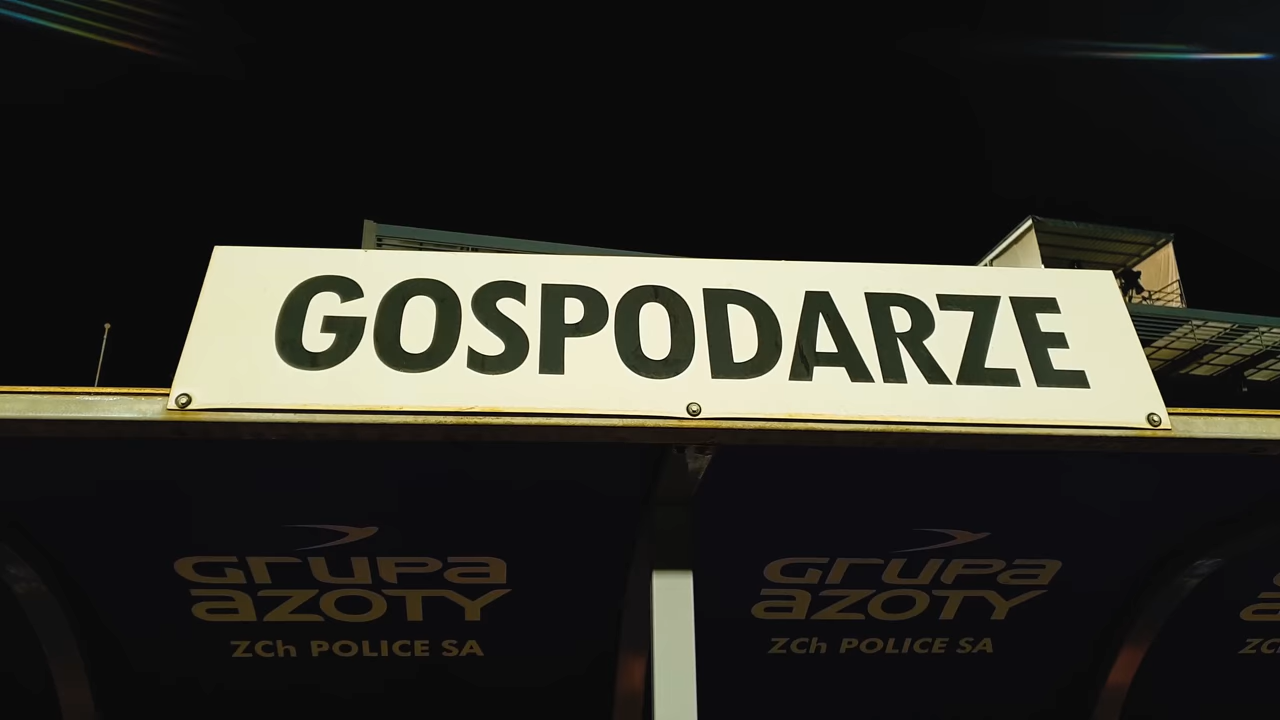 GOSPODARZE
GRUPA
AZOTY
ZCh POLICE SA
GRUPA
AZOTY
ZCh POLICE SA